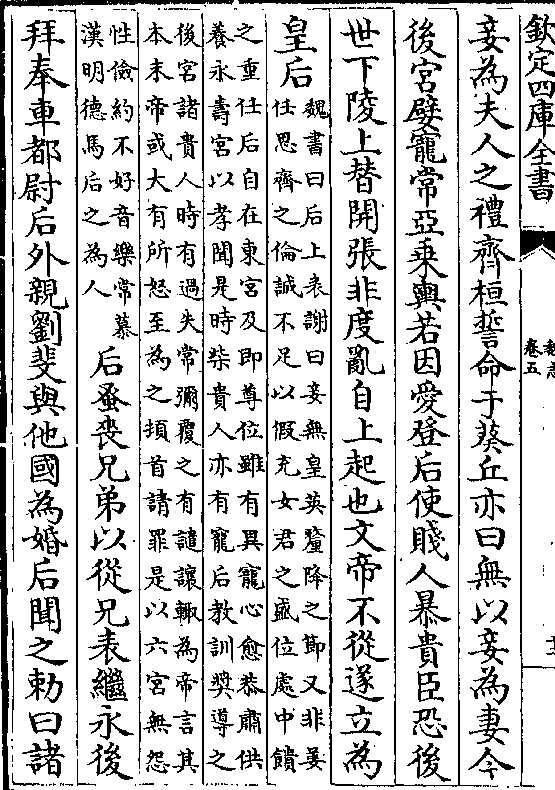 欽定四庫全書
卷五
妾為夫人之禮齊桓誓命于葵丘亦曰無以妾為妻今
後宮嬖寵常亞乗輿若因愛登后使賤人暴貴臣恐後
世下陵上替開張非度亂自上起也文帝不從遂立為
皇后
魏書曰后上表謝曰妾無皇英釐降之節又非姜
任思齊之倫誠不足以假充女君之盛位處中饋
之重任后自在東宮及即尊位雖有異寵心愈恭肅供
養永壽宮以孝聞是時柴貴人亦有寵后教訓奨導之
後宮諸貴人時有過失常彌覆之有譴讓輒為帝言其
本末帝或大有所怒至為之頓首請罪是以六宮無怨
性儉約不好音樂常慕
漢明德馬后之為人
后蚤喪兄弟以從兄表繼永後
拜奉車都尉后外親劉斐與他國為婚后聞之勅曰諸